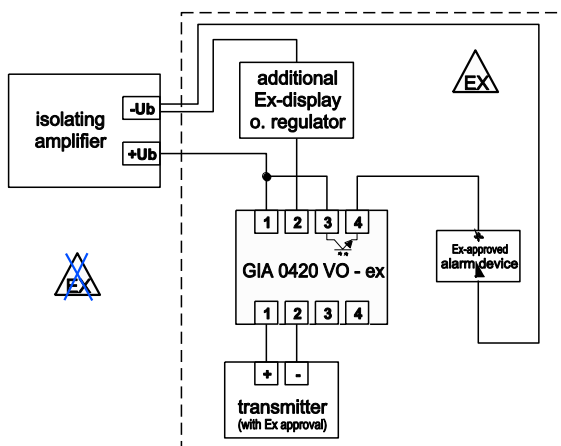 isolating
amplifier
-Ub
+Ub
additional
Ex-display
o. regulator
EX
1 2 3 4
GIA 0420 VO - ex
1 2 3 4
+
Ex-approved
alarm device
-
EX
+ -
transmitter
(with Ex approval)